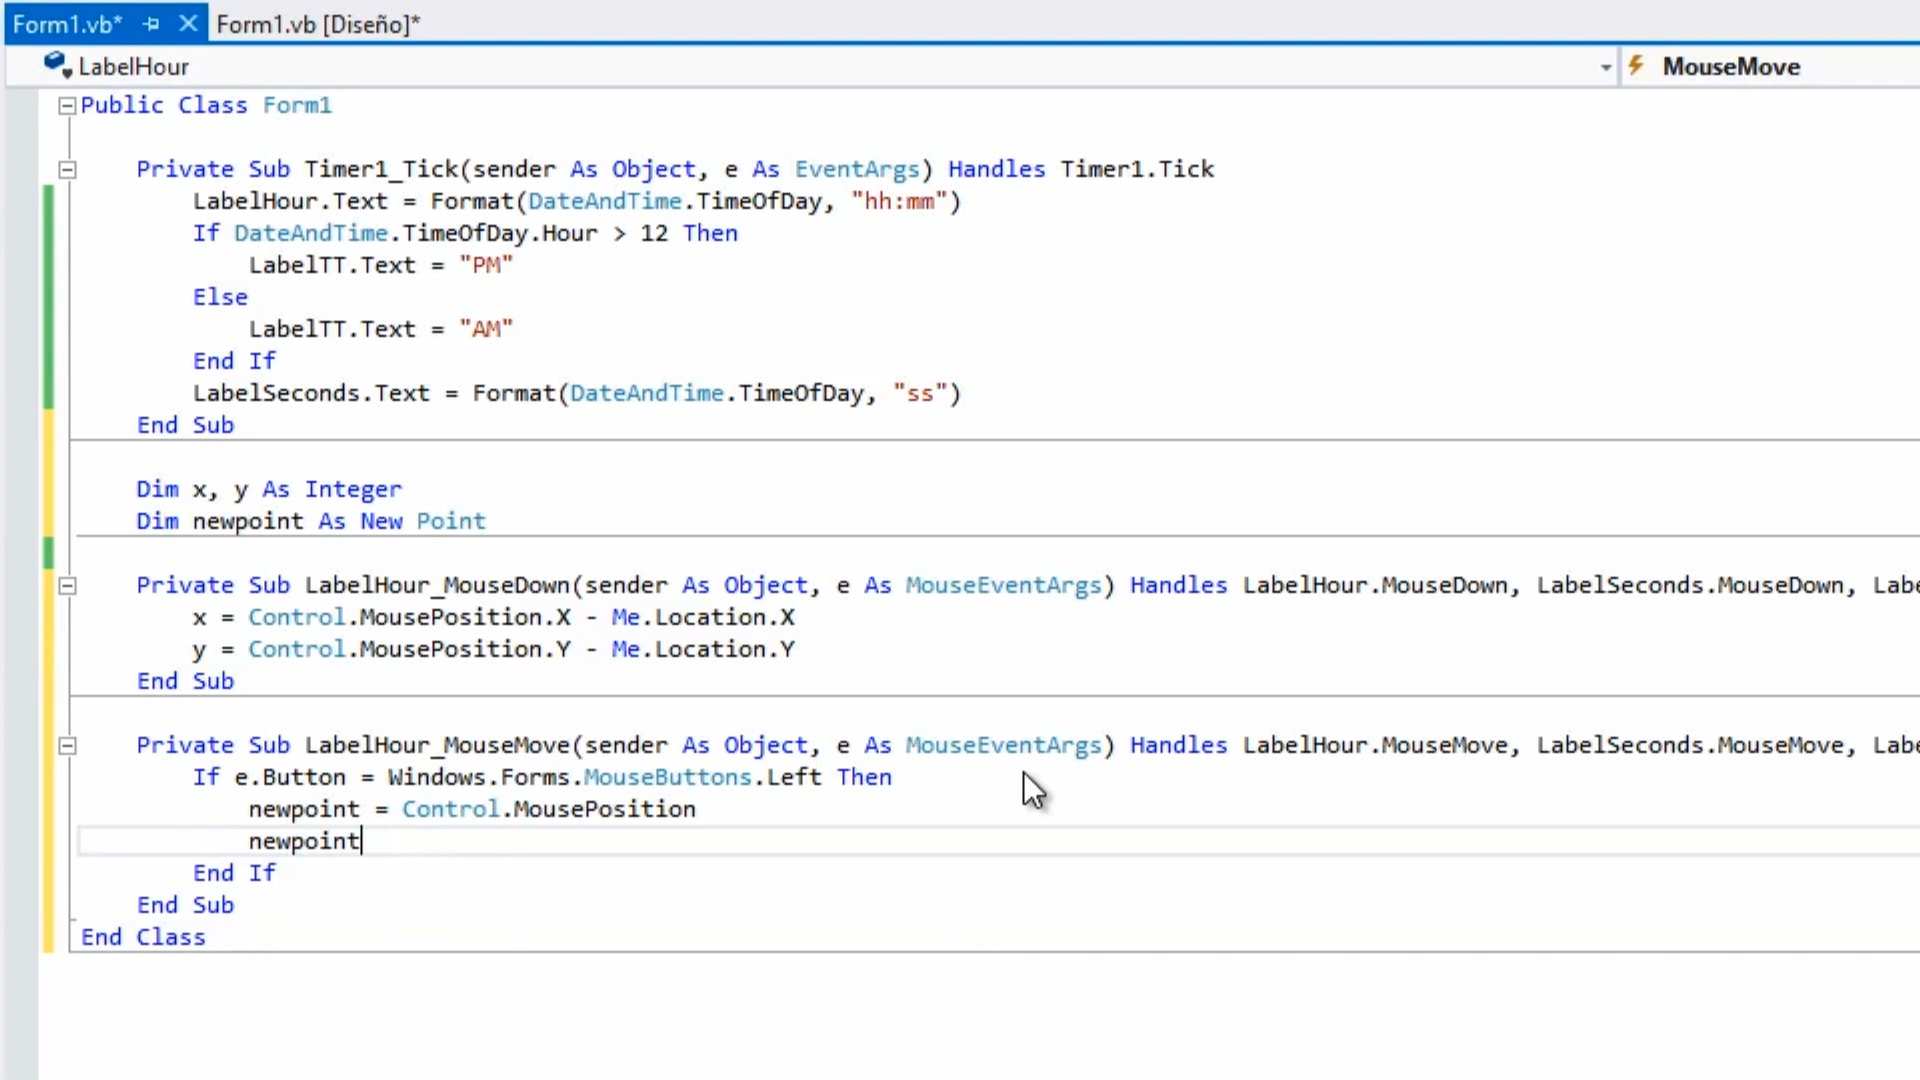 Form1.vb*
Form1.vb [Diseño]*
LabelHour
MouseMove
Public Class Form1
Private Sub Timer1_Tick(sender As Object, e As EventArgs) Handles Timer1.Tick
LabelHour.Text = Format(DateAndTime.TimeOfDay, "hh:mm")
If DateAndTime.TimeOfDay.Hour > 12 Then
LabelTT.Text = "PM"
Else
LabelTT.Text = "AM"
End If
LabelSeconds.Text = Format(DateAndTime.TimeOfDay, "ss")
End Sub
Dim x, y As Integer
Dim newpoint As New Point
Private Sub LabelHour_MouseDown(sender As Object, e As MouseEventArgs) Handles LabelHour.MouseDown, LabelSeconds.MouseDown, Labe
x = Control.MousePosition.X - Me.Location.X
y = Control.MousePosition.Y - Me.Location.Y
End Sub
Private Sub LabelHour_MouseMove(sender As Object, e As MouseEventArgs) Handles LabelHour.MouseMove, LabelSeconds.MouseMove, Labe
If e.Button = Windows.Forms.MouseButtons.Left Then
newpoint = Control.MousePosition
newpoint
End If
End Sub
End Class